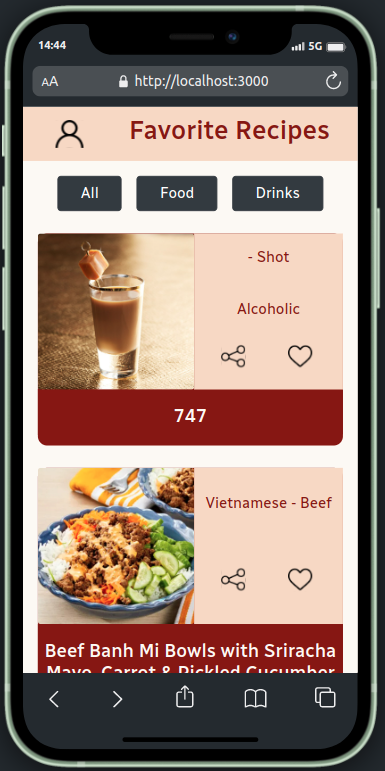 14:44
5G
AA
http://localhost:3000
Favorite Recipes
All
Food
Drinks
- Shot
Alcoholic
747
Vietnamese - Beef
Beef Banh Mi Bowls with Sriracha
Mayo, Carrot & Pickled Cucumber